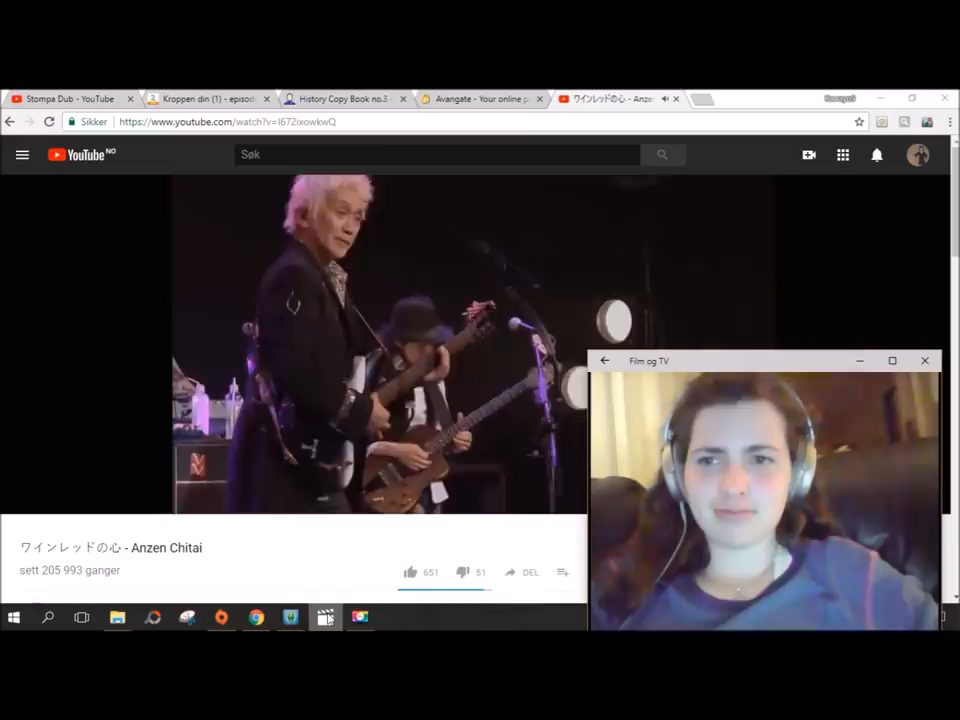 Stompa Dub - YouTube
Kroppen din (1) - episod
History Copy Book no.3 -
Avangate - Your online p
ワインレッドの心 - Anze
Sikker
https://www.youtube.com/watch?v=I672ixowkwQ
YouTube NO
Søk
Film og TV
ワインレッドの心 - Anzen Chitai
sett 205 993 ganger
651
51
DEL